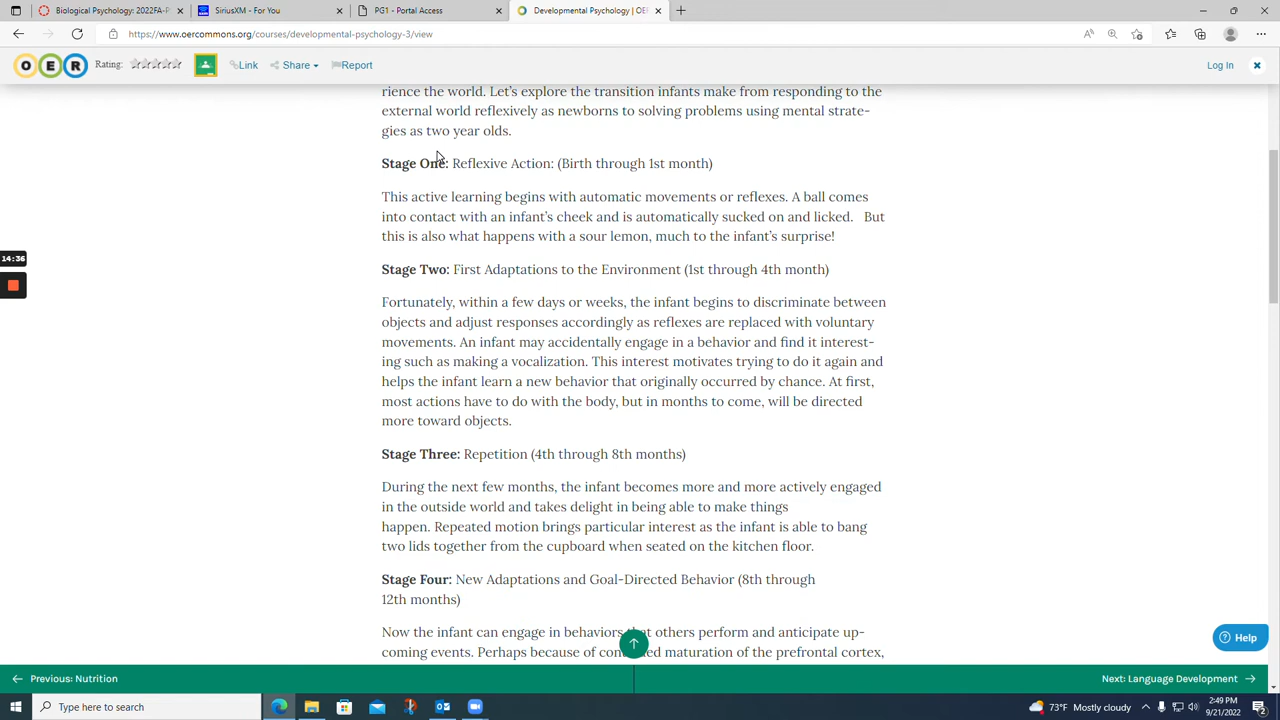 Biological Psychology: 2022FA-P
SiriusXM - For You
PG1 - Portal Access
Developmental Psychology | OEF
https://www.oercommons.org/courses/developmental-psychology-3/view
OER Rating: Link Share Report Log In
rience the world. Let’s explore the transition infants make from responding to the
external world reflexively as newborns to solving problems using mental strate-
gies as two year olds.
Stage One: Reflexive Action: (Birth through 1st month)
This active learning begins with automatic movements or reflexes. A ball comes
into contact with an infant’s cheek and is automatically sucked on and licked. But
this is also what happens with a sour lemon, much to the infant’s surprise!
14:36
Stage Two: First Adaptations to the Environment (1st through 4th month)
Fortunately, within a few days or weeks, the infant begins to discriminate between
objects and adjust responses accordingly as reflexes are replaced with voluntary
movements. An infant may accidentally engage in a behavior and find it interest-
ing such as making a vocalization. This interest motivates trying to do it again and
helps the infant learn a new behavior that originally occurred by chance. At first,
most actions have to do with the body, but in months to come, will be directed
more toward objects.
Stage Three: Repetition (4th through 8th months)
During the next few months, the infant becomes more and more actively engaged
in the outside world and takes delight in being able to make things
happen. Repeated motion brings particular interest as the infant is able to bang
two lids together from the cupboard when seated on the kitchen floor.
Stage Four: New Adaptations and Goal-Directed Behavior (8th through
12th months)
Now the infant can engage in behaviors that others perform and anticipate up-
coming events. Perhaps because of continued maturation of the prefrontal cortex,
Help
Previous: Nutrition
Next: Language Development
Type here to search
73°F Mostly cloudy
2:49 PM
9/21/2022
2